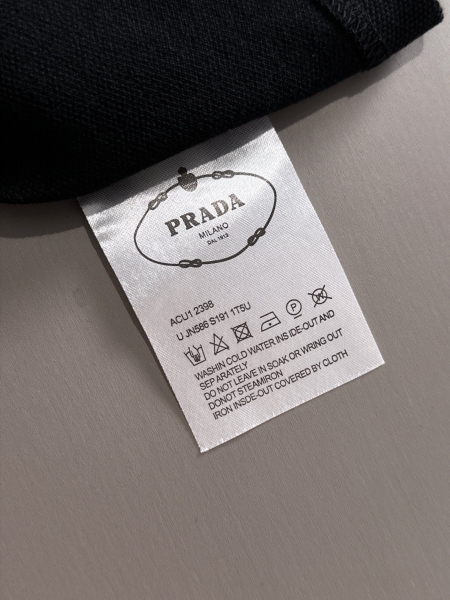 PRADA
MILANO
DAL 1913
ACU1 2398
U JN586 S191 1T5U
WASHIN COLD WATER INS IDE-OUT AND
SEP ARATELY
DO NOT LEAVE IN SOAK OR WRING OUT
DONOT STEAMIRON
IRON INSDE-OUT COVERED BY CLOTH